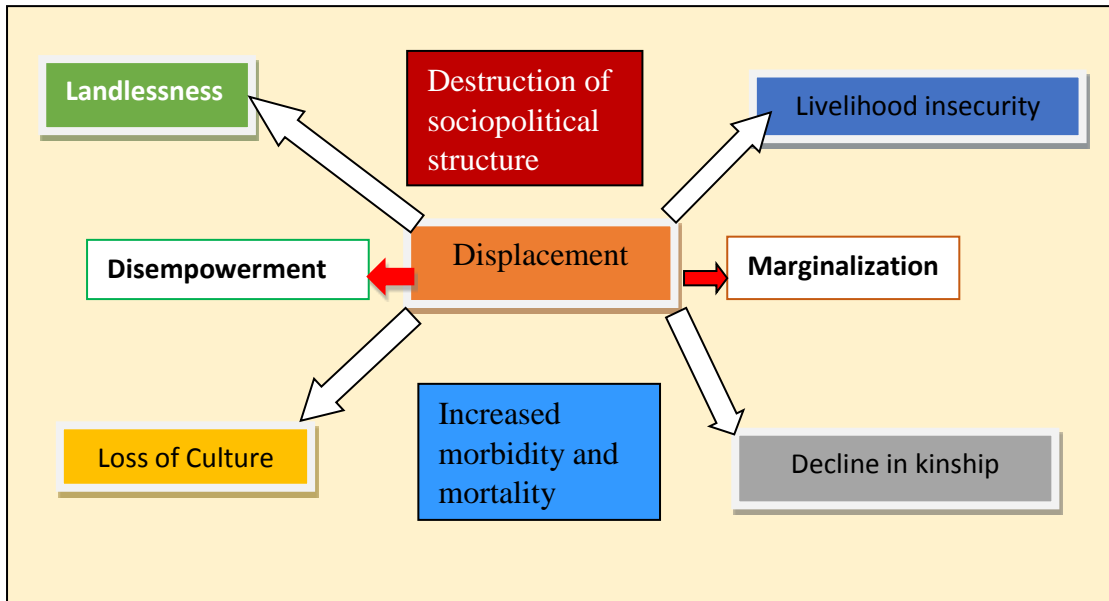 Landlessness
Destruction of
sociopolitical
structure
Livelihood insecurity
Disempowerment
Displacement
Marginalization
Loss of Culture
Increased
morbidity and
mortality
Decline in kinship